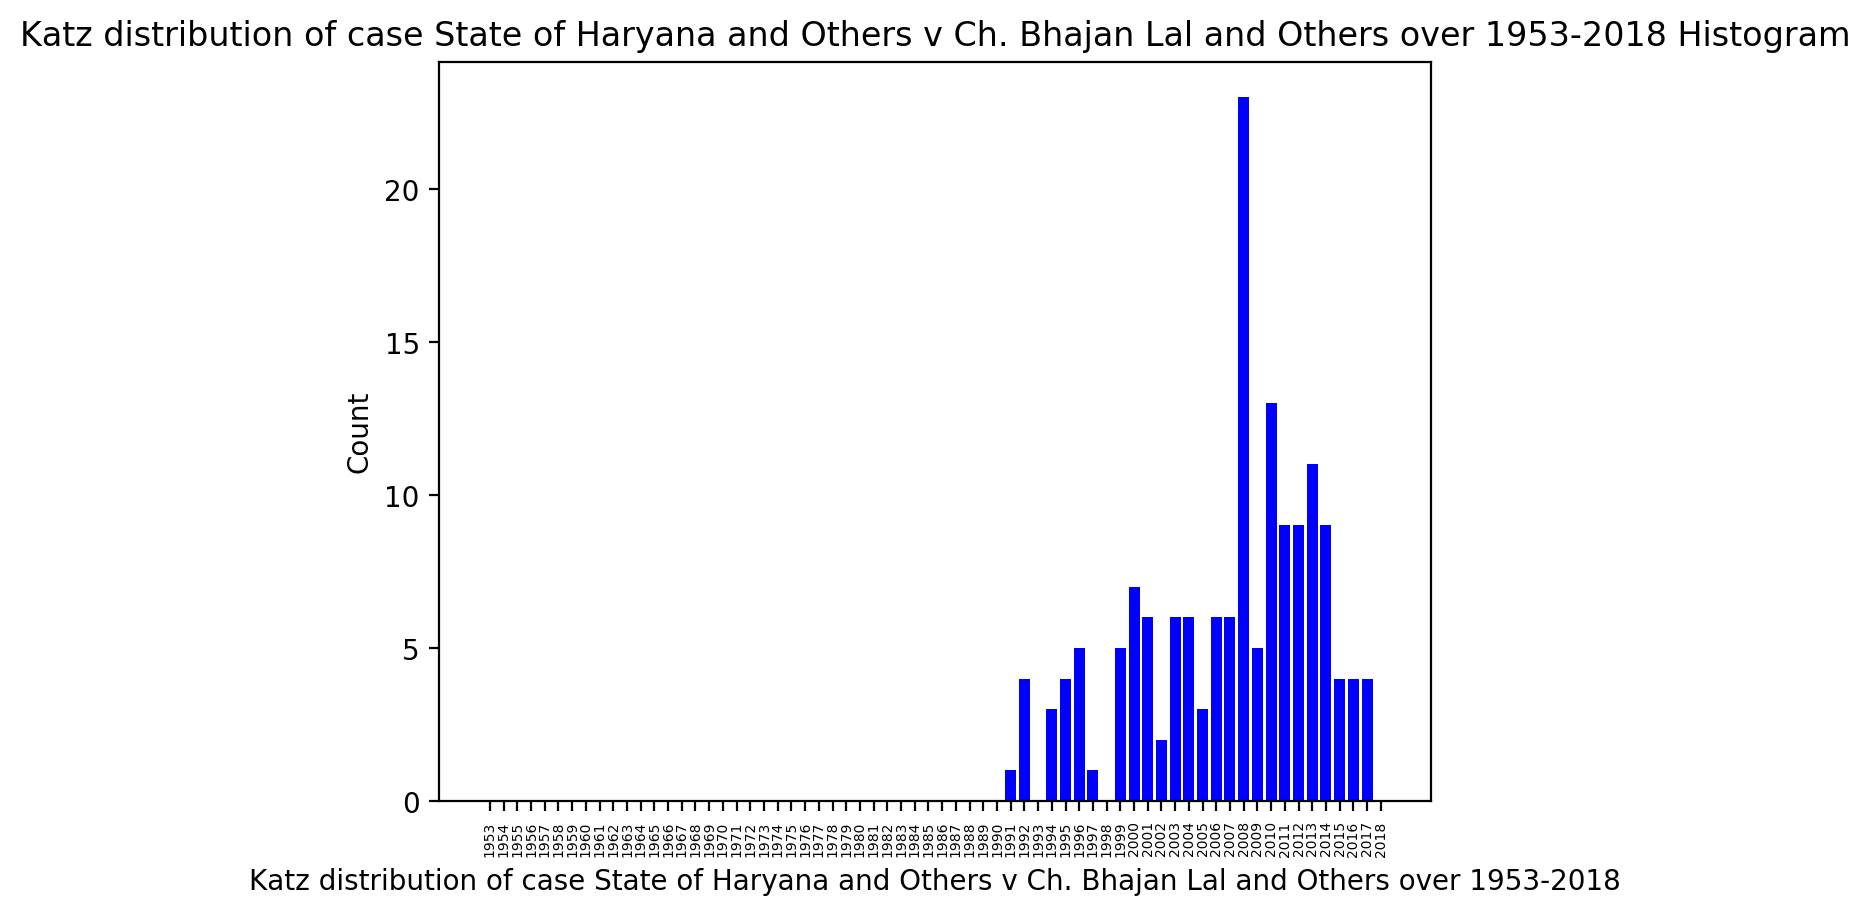 Katz distribution of case State of Haryana and Others v Ch. Bhajan Lal and Others over 1953-2018 Histogram
20
15
10
5
0
Count
1953 1954 1955 1956 1957 1958 1959 1960 1961 1962 1963 1964 1965 1966 1967 1968 1969 1970 1971 1972 1973 1974 1975 1976 1977 1978 1979 1980 1981 1982 1983 1984 1985 1986 1987 1988 1989 1990 1991 1992 1993 1994 1995 1996 1997 1998 1999 2000 2001 2002 2003 2004 2005 2006 2007 2008 2009 2010 2011 2012 2013 2014 2015 2016 2017 2018
Katz distribution of case State of Haryana and Others v Ch. Bhajan Lal and Others over 1953-2018